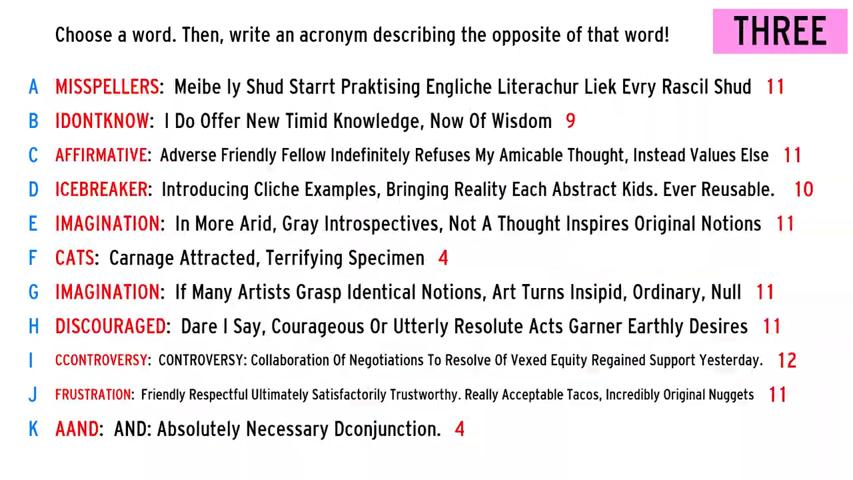 Choose a word. Then, write an acronym describing the opposite of that word!
THREE
A MISSPELLERS: Meibe Iy Shud Starrt Praktising Engliche Literachur Liek Evry Rascil Shud 11
B IDONTKNOW: I Do Offer New Timid Knowledge, Now Of Wisdom 9
C AFFIRMATIVE: Adverse Friendly Fellow Indefinitely Refuses My Amicable Thought, Instead Values Else 11
D ICEBREAKER: Introducing Cliche Examples, Bringing Reality Each Abstract Kids. Ever Reusable. 10
E IMAGINATION: In More Arid, Gray Introspectives, Not A Thought Inspires Original Notions 11
F CATS: Carnage Attracted, Terrifying Specimen 4
G IMAGINATION: If Many Artists Grasp Identical Notions, Art Turns Insipid, Ordinary, Null 11
H DISCOURAGED: Dare I Say, Courageous Or Utterly Resolute Acts Garner Earthly Desires 11
I CCONTROVERSY: CONTROVERSY: Collaboration Of Negotiations To Resolve Of Vexed Equity Regained Support Yesterday. 12
J FRUSTRATION: Friendly Respectful Ultimately Satisfactorily Trustworthy. Really Acceptable Tacos, Incredibly Original Nuggets 11
K AAND: AND: Absolutely Necessary Dconjunction. 4